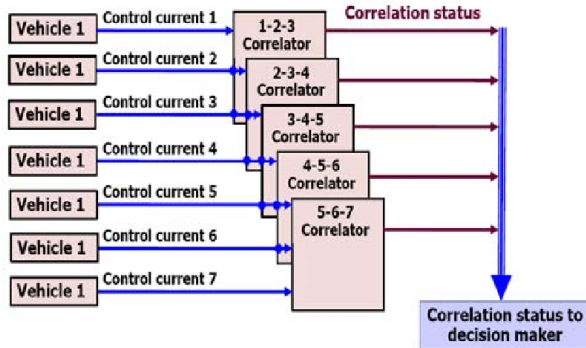 Vehicle 1
Control current 1
1-2-3
Correlator
Correlation status
Vehicle 1
Control current 2
2-3-4
Correlator
Vehicle 1
Control current 3
3-4-5
Correlator
Vehicle 1
Control current 4
4-5-6
Correlator
Vehicle 1
Control current 5
5-6-7
Correlator
Vehicle 1
Control current 6
Vehicle 1
Control current 7
Correlation status to
decision maker